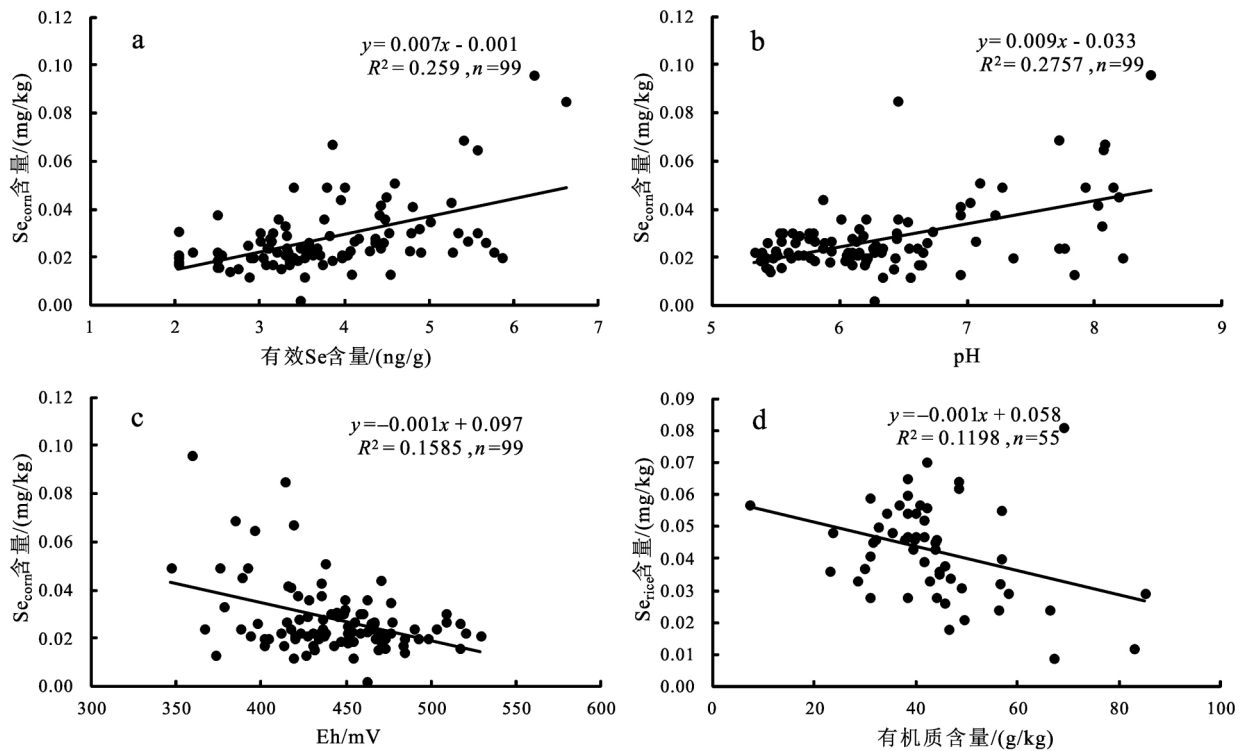 a
y=0.007x-0.001
R²=0.259,n=99
Se_corn含量/(mg/kg)
0.12
0.10
0.08
0.06
0.04
0.02
0.00
1 2 3 4 5 6 7
有效Se含量/(ng/g)
b
y=0.009x-0.033
R²=0.2757,n=99
Se_corn含量/(mg/kg)
0.12
0.10
0.08
0.06
0.04
0.02
0.00
5 6 7 8 9
pH
c
y=–0.001x+0.097
R²=0.1585,n=99
Se_corn含量/(mg/kg)
0.12
0.10
0.08
0.06
0.04
0.02
0.00
300 350 400 450 500 550 600
Eh/mV
d
y=–0.001x+0.058
R²=0.1198,n=55
Se_rice含量/(mg/kg)
0.09
0.08
0.07
0.06
0.05
0.04
0.03
0.02
0.01
0.00
0 20 40 60 80 100
有机质含量/(g/kg)